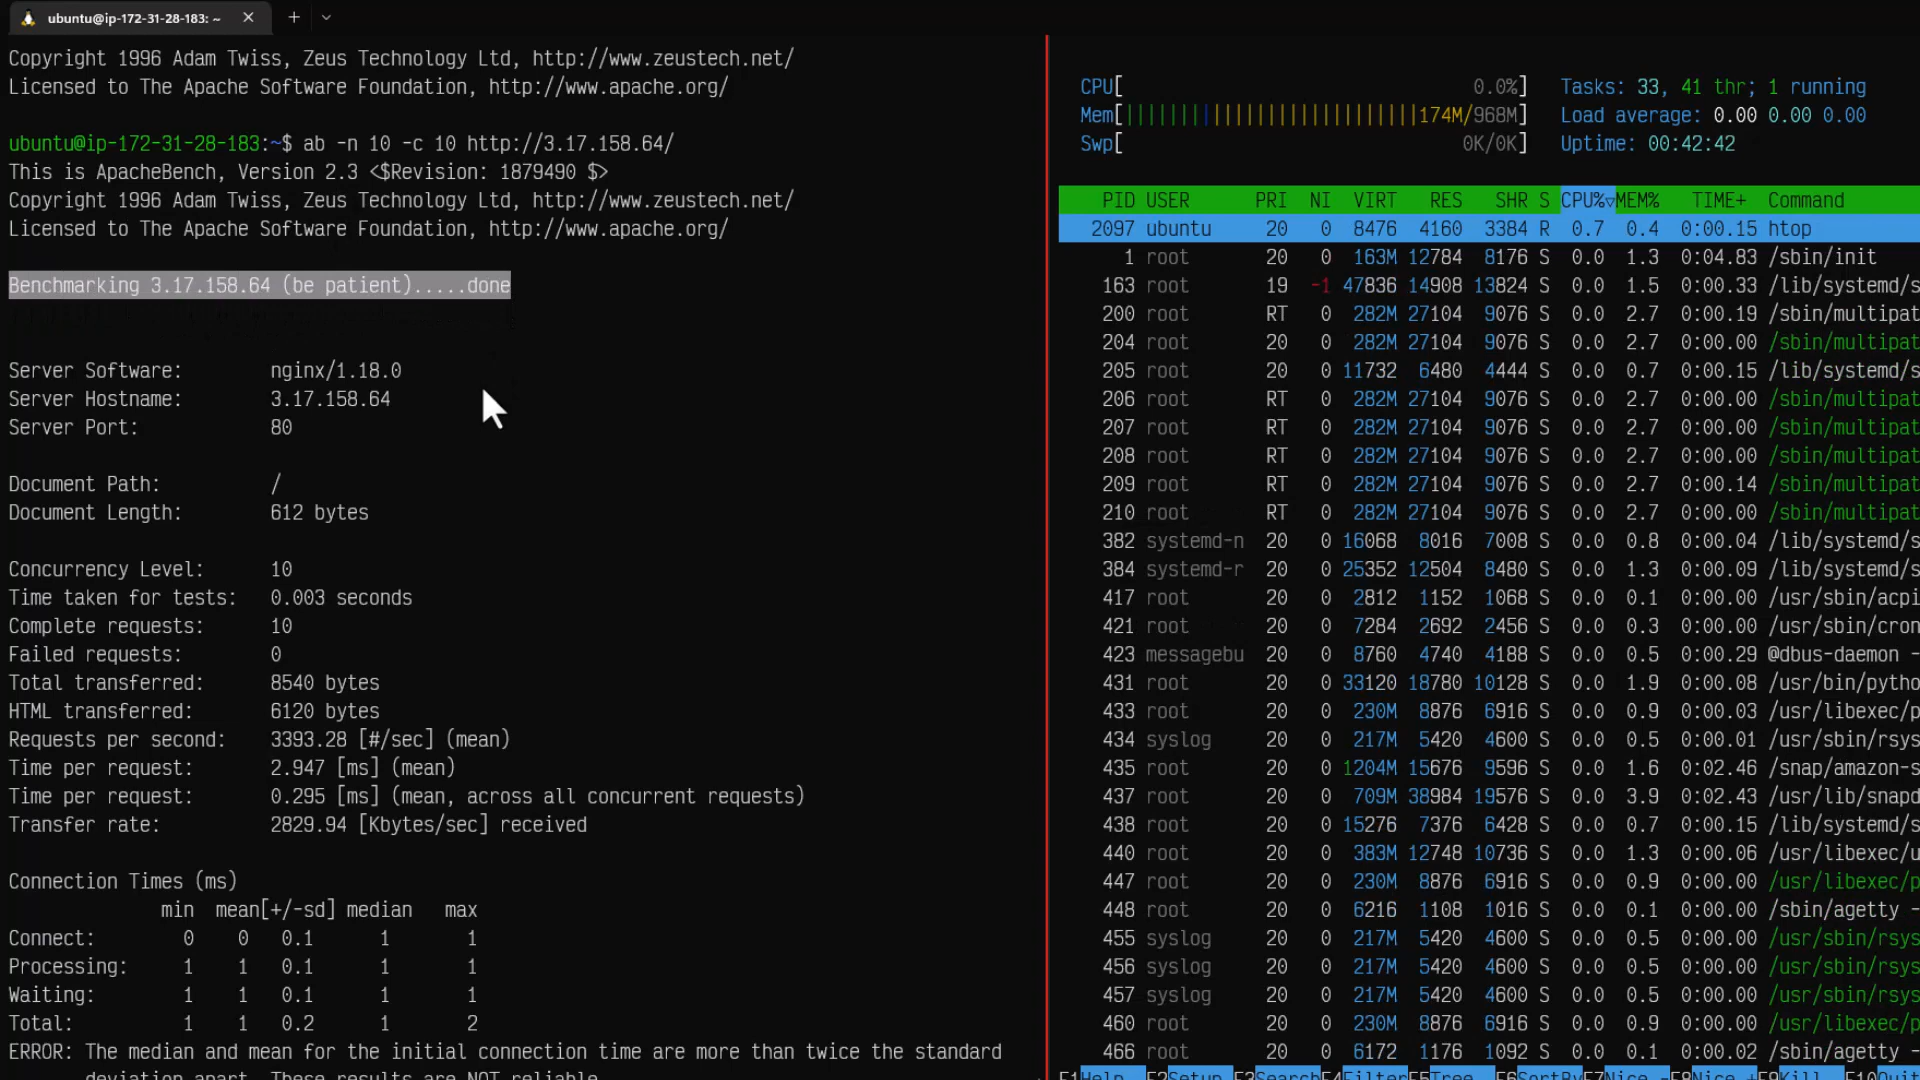 ubuntu@ip-172-31-28-183: ~
Copyright 1996 Adam Twiss, Zeus Technology Ltd, http://www.zeustech.net/
Licensed to The Apache Software Foundation, http://www.apache.org/
ubuntu@ip-172-31-28-183:~$ ab -n 10 -c 10 http://3.17.158.64/
This is ApacheBench, Version 2.3 <$Revision: 1879490 $>
Copyright 1996 Adam Twiss, Zeus Technology Ltd, http://www.zeustech.net/
Licensed to The Apache Software Foundation, http://www.apache.org/
Benchmarking 3.17.158.64 (be patient).....done
Server Software: nginx/1.18.0
Server Hostname: 3.17.158.64
Server Port: 80
Document Path: /
Document Length: 612 bytes
Concurrency Level: 10
Time taken for tests: 0.003 seconds
Complete requests: 10
Failed requests: 0
Total transferred: 8540 bytes
HTML transferred: 6120 bytes
Requests per second: 3393.28 [#/sec] (mean)
Time per request: 2.947 [ms] (mean)
Time per request: 0.295 [ms] (mean, across all concurrent requests)
Transfer rate: 2829.94 [Kbytes/sec] received
Connection Times (ms)
min mean[+/-sd] median max
Connect: 0 0 0.1 1 1
Processing: 1 1 0.1 1 1
Waiting: 1 1 0.1 1 1
Total: 1 1 0.2 1 2
ERROR: The median and mean for the initial connection time are more than twice the standard
deviation apart. These results are NOT reliable.
CPU[ 0.0%] Tasks: 33, 41 thr; 1 running
Mem[||||||||||||||||||||||||||174M/968M] Load average: 0.00 0.00 0.00
Swp[ 0K/0K] Uptime: 00:42:42
PID USER PRI NI VIRT RES SHR S CPU%▽MEM% TIME+ Command
2097 ubuntu 20 0 8476 4160 3384 R 0.7 0.4 0:00.15 htop
1 root 20 0 163M 12784 8176 S 0.0 1.3 0:04.83 /sbin/init
163 root 19 -1 47836 14908 13824 S 0.0 1.5 0:00.33 /lib/systemd/s
200 root RT 0 282M 27104 9076 S 0.0 2.7 0:00.19 /sbin/multipat
204 root RT 0 282M 27104 9076 S 0.0 2.7 0:00.00 /sbin/multipat
205 root 20 0 11732 6480 4444 S 0.0 0.7 0:00.15 /lib/systemd/s
206 root RT 0 282M 27104 9076 S 0.0 2.7 0:00.00 /sbin/multipat
207 root RT 0 282M 27104 9076 S 0.0 2.7 0:00.00 /sbin/multipat
208 root RT 0 282M 27104 9076 S 0.0 2.7 0:00.00 /sbin/multipat
209 root RT 0 282M 27104 9076 S 0.0 2.7 0:00.14 /sbin/multipat
210 root RT 0 282M 27104 9076 S 0.0 2.7 0:00.00 /sbin/multipat
382 systemd-n 20 0 16068 8016 7008 S 0.0 0.8 0:00.04 /lib/systemd/s
384 systemd-r 20 0 25352 12504 8480 S 0.0 1.3 0:00.09 /lib/systemd/s
417 root 20 0 2812 1152 1068 S 0.0 0.1 0:00.00 /usr/sbin/acpi
421 root 20 0 7284 2692 2456 S 0.0 0.3 0:00.00 /usr/sbin/cron
423 messagebu 20 0 8760 4740 4188 S 0.0 0.5 0:00.29 @dbus-daemon -
431 root 20 0 33120 18780 10128 S 0.0 1.9 0:00.08 /usr/bin/pytho
433 root 20 0 230M 8876 6916 S 0.0 0.9 0:00.03 /usr/libexec/p
434 syslog 20 0 217M 5420 4600 S 0.0 0.5 0:00.01 /usr/sbin/rsys
435 root 20 0 1204M 15676 9596 S 0.0 1.6 0:02.46 /snap/amazon-s
437 root 20 0 709M 38984 19576 S 0.0 3.9 0:02.43 /usr/lib/snapd
438 root 20 0 15276 7376 6428 S 0.0 0.7 0:00.15 /lib/systemd/s
440 root 20 0 383M 12748 10736 S 0.0 1.3 0:00.06 /usr/libexec/u
447 root 20 0 230M 8876 6916 S 0.0 0.9 0:00.00 /usr/libexec/p
448 root 20 0 6216 1108 1016 S 0.0 0.1 0:00.00 /sbin/agetty -
455 syslog 20 0 217M 5420 4600 S 0.0 0.5 0:00.00 /usr/sbin/rsys
456 syslog 20 0 217M 5420 4600 S 0.0 0.5 0:00.00 /usr/sbin/rsys
457 syslog 20 0 217M 5420 4600 S 0.0 0.5 0:00.00 /usr/sbin/rsys
460 root 20 0 230M 8876 6916 S 0.0 0.9 0:00.00 /usr/libexec/p
466 root 20 0 6172 1176 1092 S 0.0 0.1 0:00.02 /sbin/agetty -
F1Help F2Setup F3SearchF4FilterF5Tree F6SortByF7Nice -F8Nice +F9Kill F10Quit